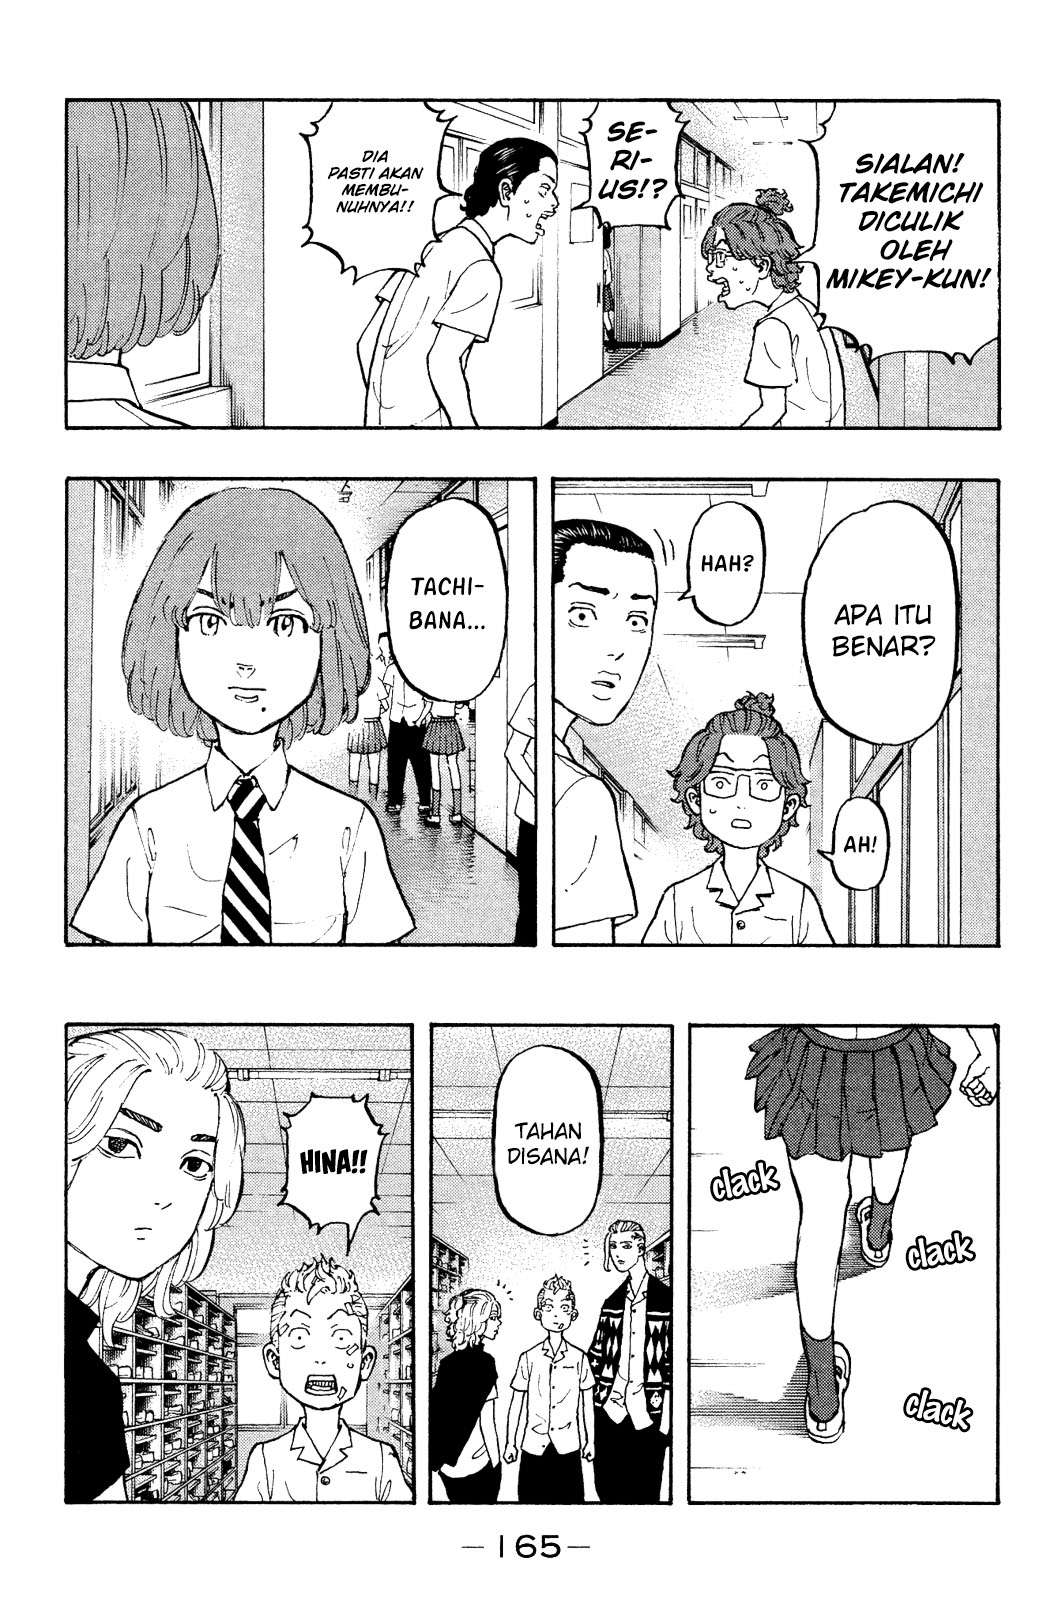 SIALAN!
TAKEMICHI
DICULIK
OLEH
MIKEY-KUN!
SE-
RI-
US!?
DIA
PASTI AKAN
MEMBU-
NUHNYA!!
APA ITU
BENAR?
HAH?
AH!
TACHI-
BANA...
clack
clack
clack
TAHAN
DISANA!
HINA!!
—165—